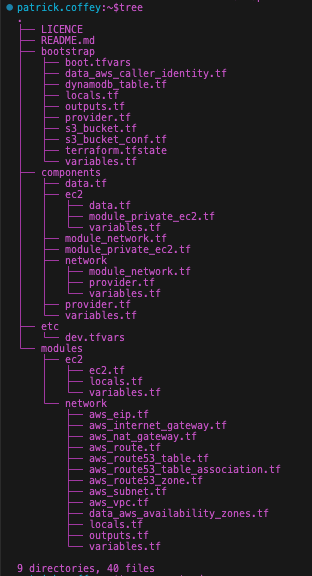 patrick.coffey:~$tree
.
├── LICENCE
├── README.md
├── bootstrap
│   ├── boot.tfvars
│   ├── data_aws_caller_identity.tf
│   ├── dynamodb_table.tf
│   ├── locals.tf
│   ├── outputs.tf
│   ├── provider.tf
│   ├── s3_bucket.tf
│   ├── s3_bucket_conf.tf
│   ├── terraform.tfstate
│   └── variables.tf
├── components
│   ├── data.tf
│   ├── ec2
│   │   ├── data.tf
│   │   ├── module_private_ec2.tf
│   │   └── variables.tf
│   ├── module_network.tf
│   ├── module_private_ec2.tf
│   ├── network
│   │   ├── module_network.tf
│   │   ├── provider.tf
│   │   └── variables.tf
│   ├── provider.tf
│   └── variables.tf
├── etc
│   └── dev.tfvars
└── modules
    ├── ec2
    │   ├── ec2.tf
    │   ├── locals.tf
    │   └── variables.tf
    └── network
        ├── aws_eip.tf
        ├── aws_internet_gateway.tf
        ├── aws_nat_gateway.tf
        ├── aws_route.tf
        ├── aws_route53_table.tf
        ├── aws_route53_table_association.tf
        ├── aws_route53_zone.tf
        ├── aws_subnet.tf
        ├── aws_vpc.tf
        ├── data_aws_availability_zones.tf
        ├── locals.tf
        ├── outputs.tf
        └── variables.tf

9 directories, 40 files